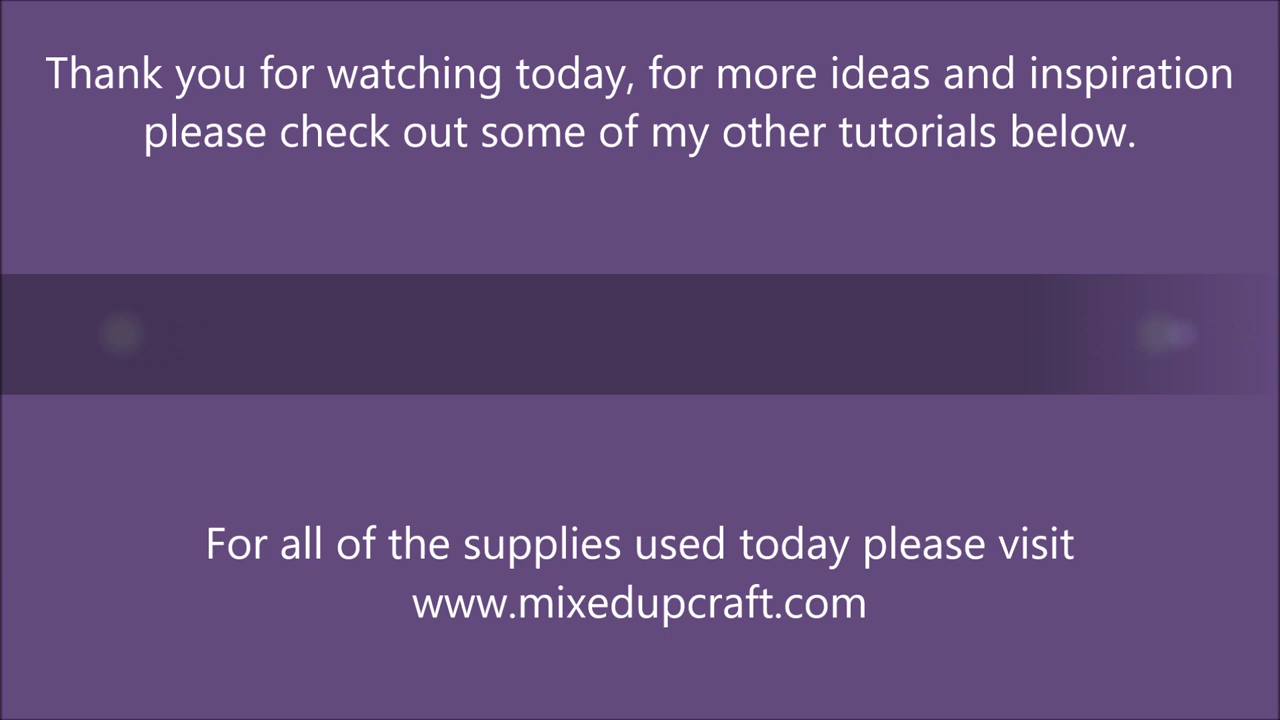 Thank you for watching today, for more ideas and inspiration
please check out some of my other tutorials below.
For all of the supplies used today please visit
www.mixedupcraft.com